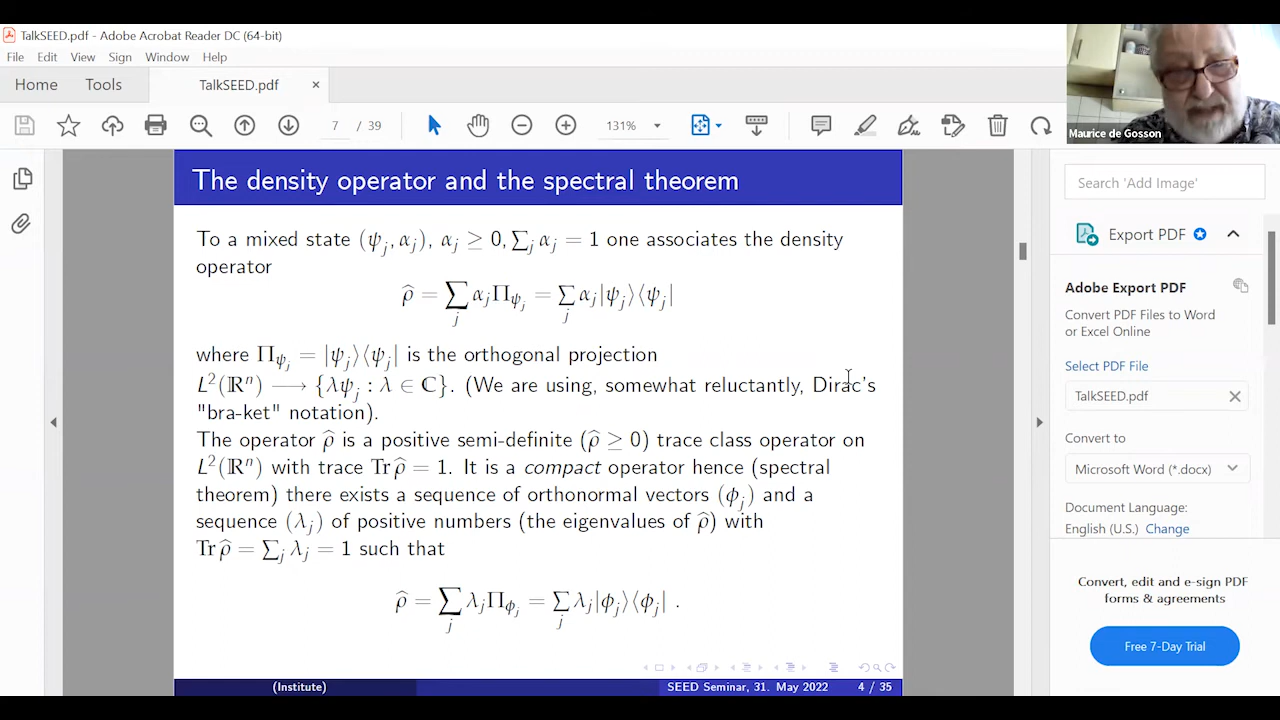 TalkSEED.pdf - Adobe Acrobat Reader DC (64-bit)
File Edit View Sign Window Help
Home Tools TalkSEED.pdf ×
7 / 39 131%
Maurice de Gosson
The density operator and the spectral theorem
To a mixed state (ψ_j, α_j), α_j ≥ 0, ∑_j α_j = 1 one associates the density
operator
ρ̂ = ∑_j α_j Π_{ψ_j} = ∑_j α_j |ψ_j⟩⟨ψ_j|
where Π_{ψ_j} = |ψ_j⟩⟨ψ_j| is the orthogonal projection
L²(ℝⁿ) ⟶ {λψ_j : λ ∈ ℂ}. (We are using, somewhat reluctantly, Dirac's
"bra-ket" notation).
The operator ρ̂ is a positive semi-definite (ρ̂ ≥ 0) trace class operator on
L²(ℝⁿ) with trace Tr ρ̂ = 1. It is a compact operator hence (spectral
theorem) there exists a sequence of orthonormal vectors (ϕ_j) and a
sequence (λ_j) of positive numbers (the eigenvalues of ρ̂) with
Tr ρ̂ = ∑_j λ_j = 1 such that
ρ̂ = ∑_j λ_j Π_{ϕ_j} = ∑_j λ_j |ϕ_j⟩⟨ϕ_j| .
(Institute) SEED Seminar, 31. May 2022 4 / 35
Search 'Add Image'
Export PDF
Adobe Export PDF
Convert PDF Files to Word
or Excel Online
Select PDF File
TalkSEED.pdf ×
Convert to
Microsoft Word (*.docx)
Document Language:
English (U.S.) Change
Convert, edit and e-sign PDF
forms & agreements
Free 7-Day Trial